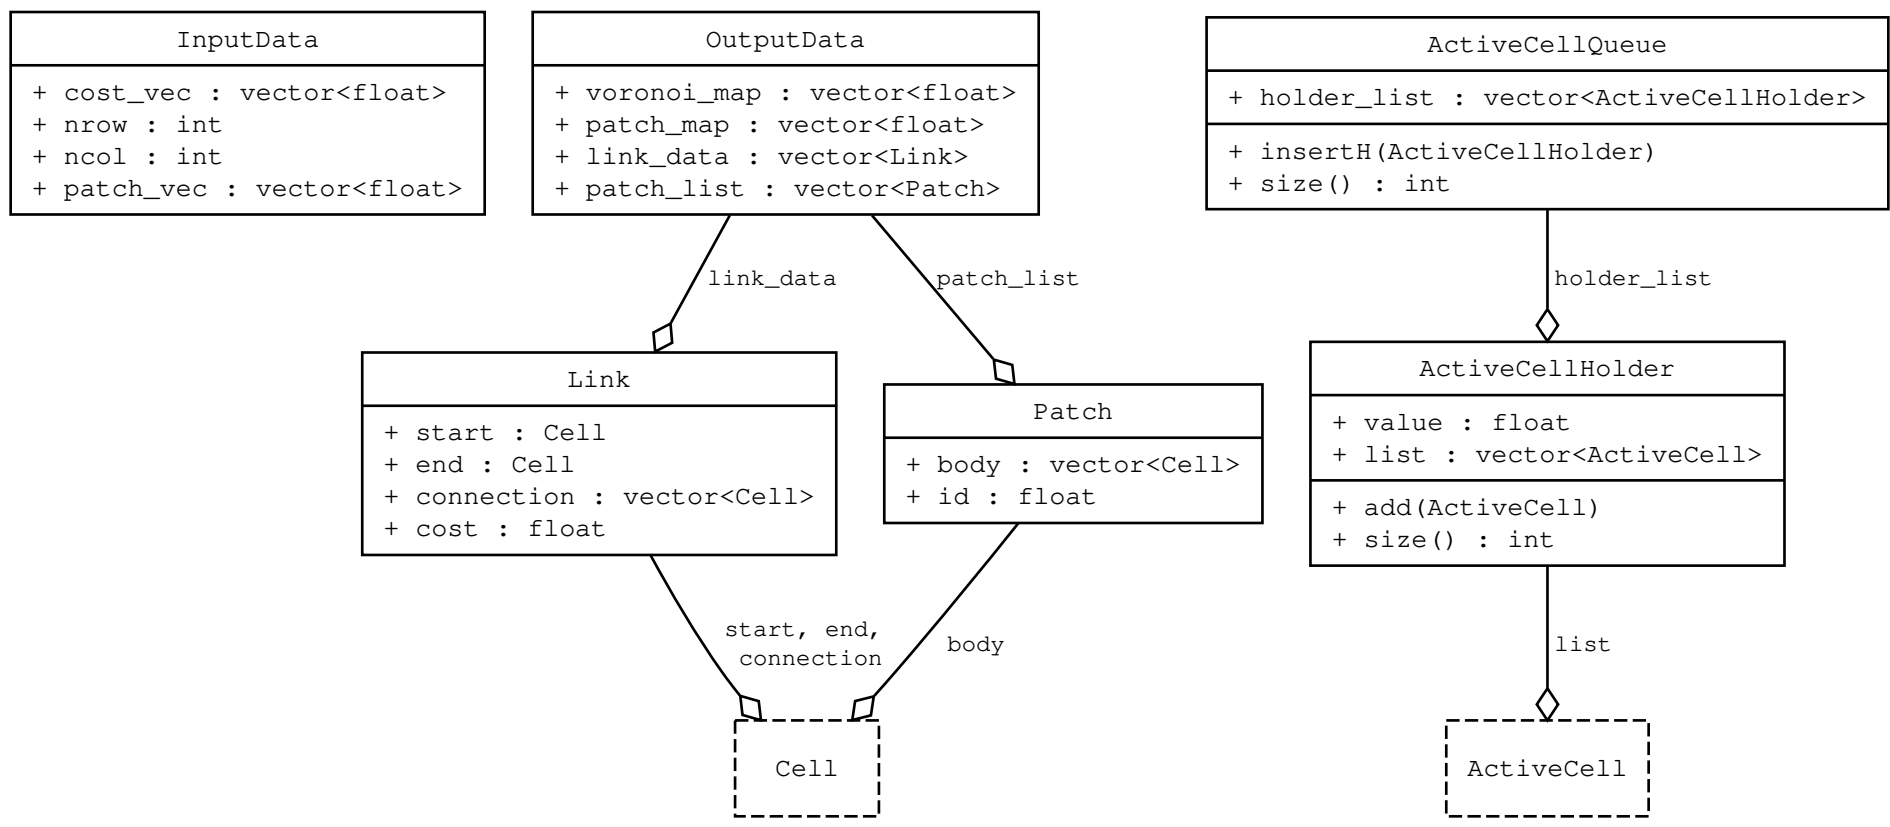 InputData
+ cost_vec : vector<float>
+ nrow : int
+ ncol : int
+ patch_vec : vector<float>
OutputData
+ voronoi_map : vector<float>
+ patch_map : vector<float>
+ link_data : vector<Link>
+ patch_list : vector<Patch>
ActiveCellQueue
+ holder_list : vector<ActiveCellHolder>
+ insertH(ActiveCellHolder)
+ size() : int
link_data
patch_list
holder_list
Link
+ start : Cell
+ end : Cell
+ connection : vector<Cell>
+ cost : float
Patch
+ body : vector<Cell>
+ id : float
ActiveCellHolder
+ value : float
+ list : vector<ActiveCell>
+ add(ActiveCell)
+ size() : int
start, end,
connection
body
list
Cell
ActiveCell